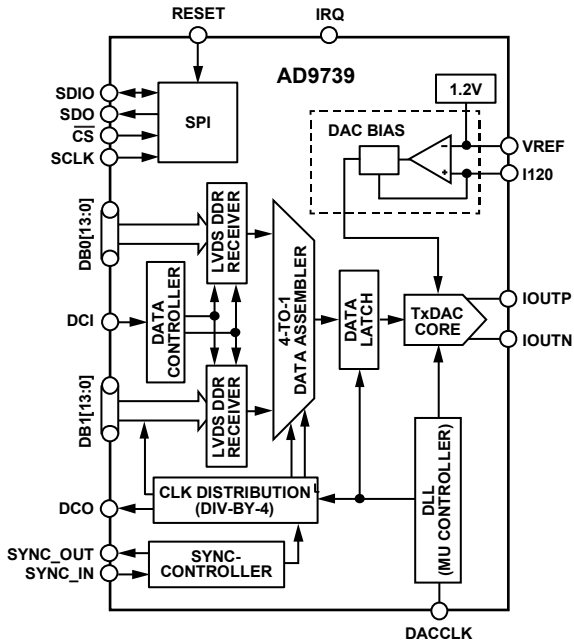 RESET
IRQ
AD9739
1.2V
SDIO
SDO
CS
SCLK
SPI
DAC BIAS
VREF
I120
DB0[13:0]
LVDS DDR
RECEIVER
DCI
DATA
CONTROLLER
4-TO-1
DATA ASSEMBLER
DATA
LATCH
TxDAC
CORE
IOUTP
IOUTN
DB1[13:0]
LVDS DDR
RECEIVER
DCO
CLK DISTRIBUTION
(DIV-BY-4)
DLL
(MU CONTROLLER)
SYNC_OUT
SYNC_IN
SYNC-
CONTROLLER
DACCLK